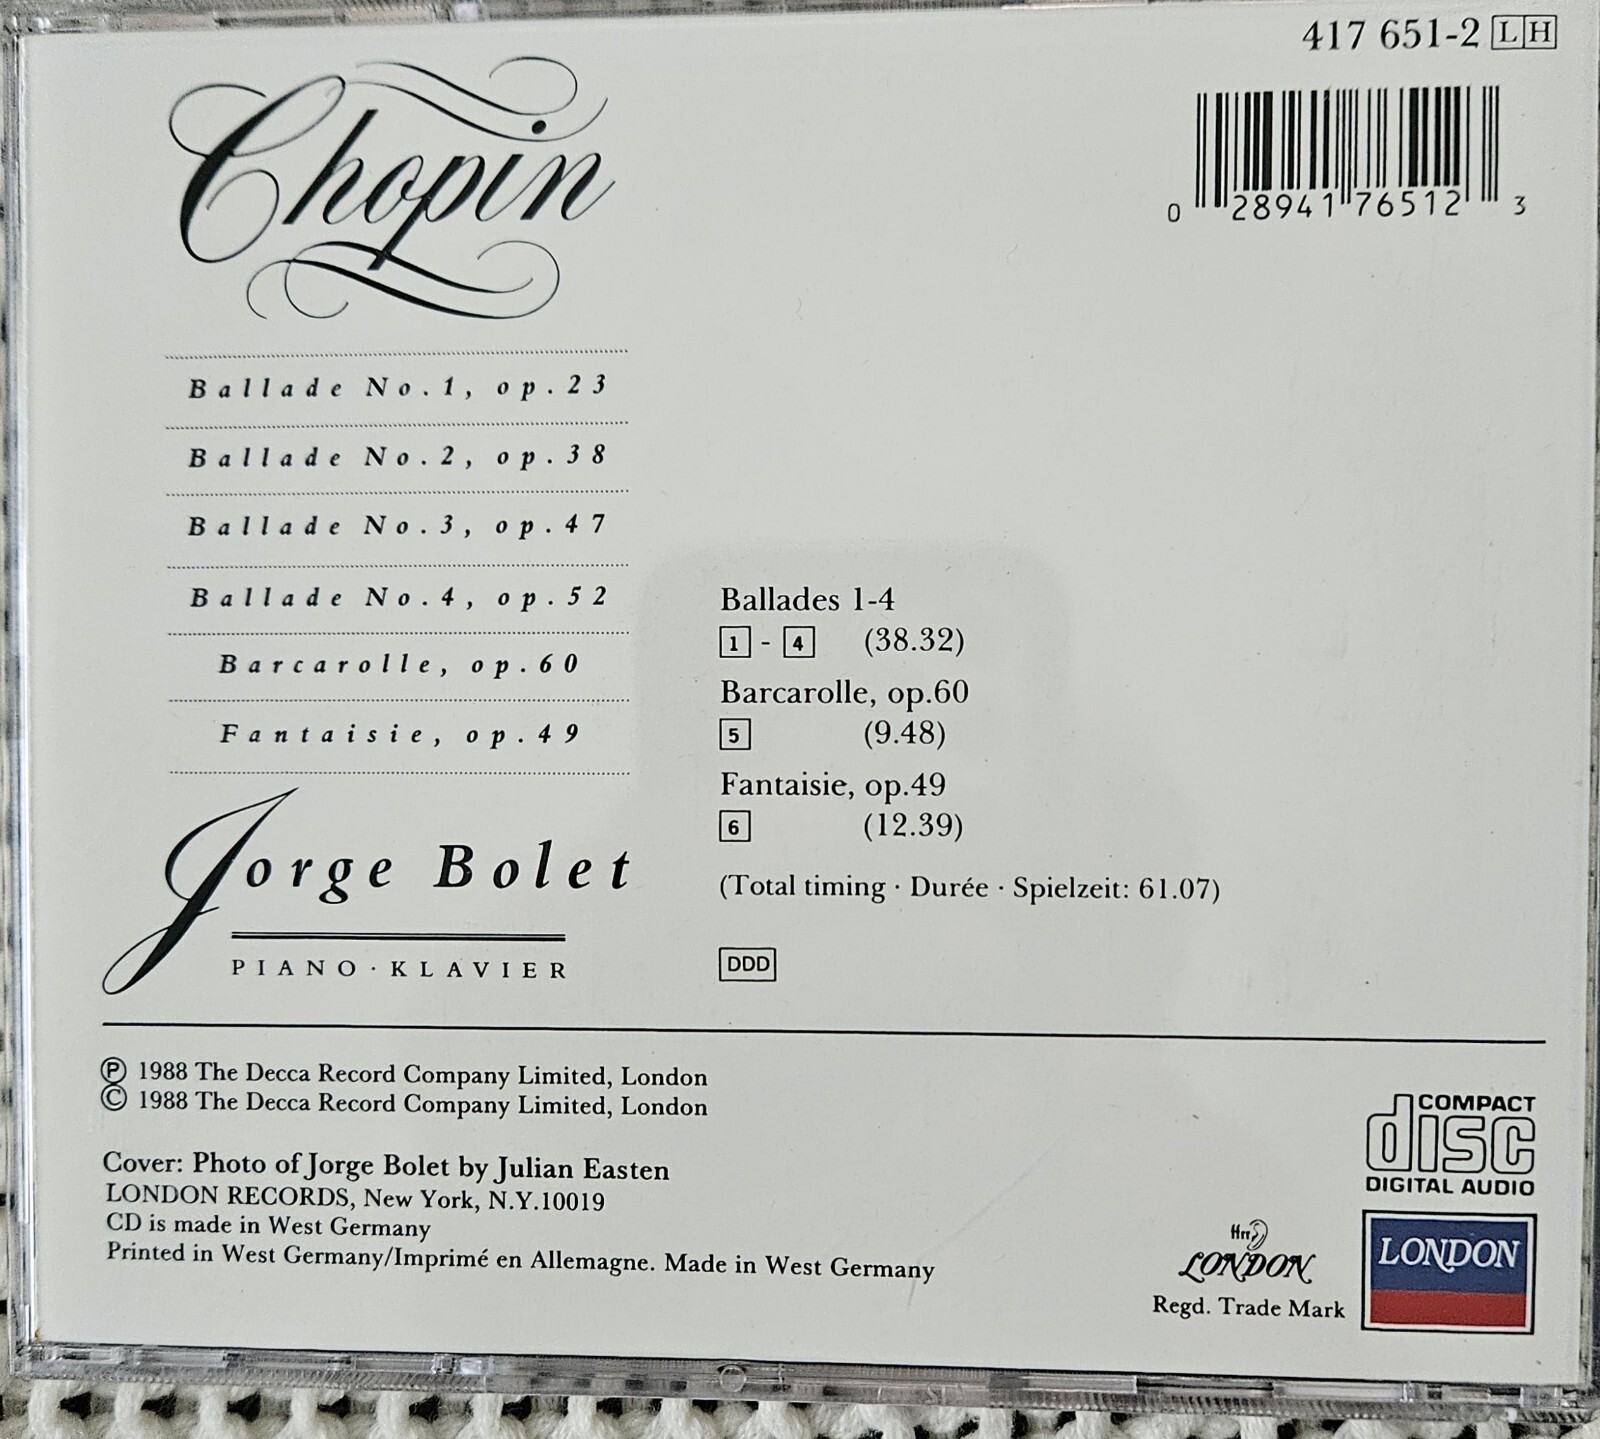 417 651-2 LH
0 28941 76512 3
Chopin
Ballade No.1, op.23
Ballade No.2, op.38
Ballade No.3, op.47
Ballade No.4, op.52
Barcarolle, op.60
Fantaisie, op.49
Jorge Bolet
PIANO · KLAVIER
Ballades 1-4
1 - 4 (38.32)
Barcarolle, op.60
5 (9.48)
Fantaisie, op.49
6 (12.39)
(Total timing · Durée · Spielzeit: 61.07)
DDD
Ⓟ 1988 The Decca Record Company Limited, London
© 1988 The Decca Record Company Limited, London
Cover: Photo of Jorge Bolet by Julian Easten
LONDON RECORDS, New York, N.Y.10019
CD is made in West Germany
Printed in West Germany/Imprimé en Allemagne. Made in West Germany
COMPACT
disc
DIGITAL AUDIO
ffrr
LONDON
Regd. Trade Mark
LONDON